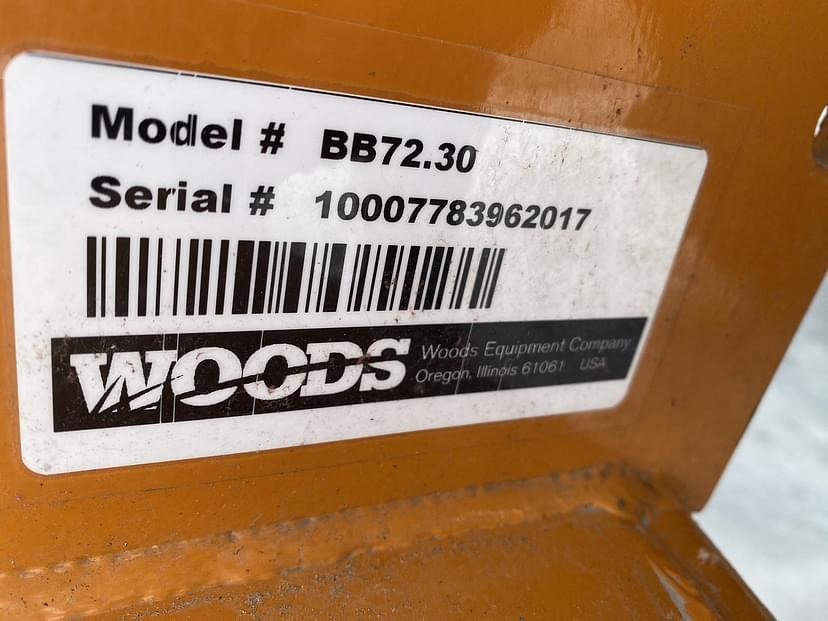 Model # BB72.30
Serial # 10007783962017
WOODS
Woods Equipment Company
Oregon, Illinois 61061 USA